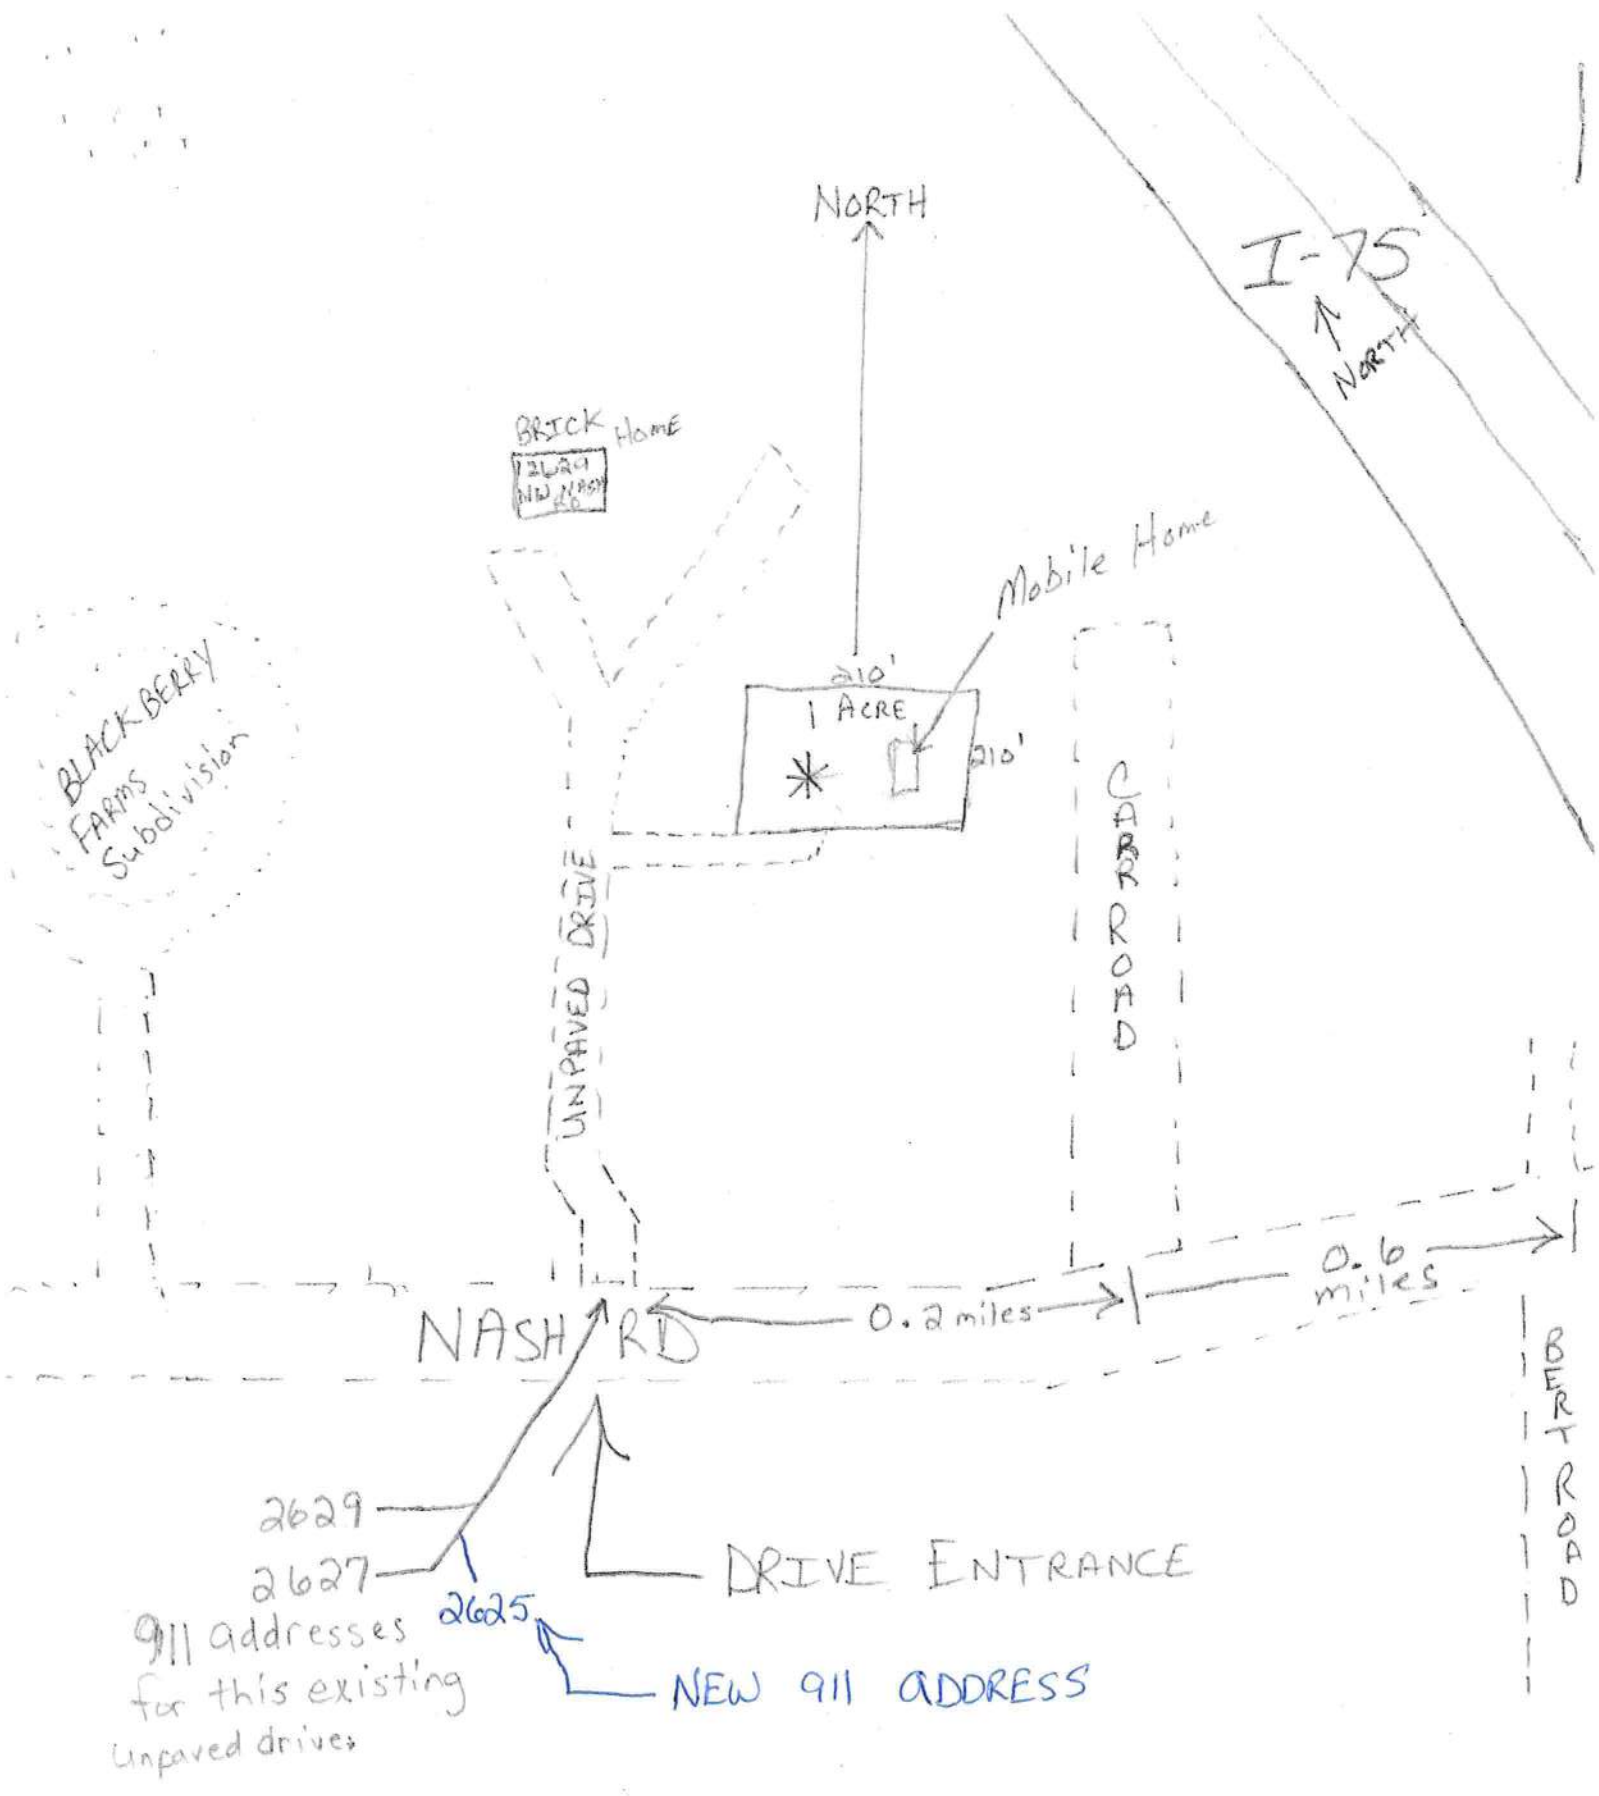 NORTH
I-75
NORTH
BRICK Home
2629
NW NASH
RD
Mobile Home
210'
1 ACRE
210'
BLACKBERRY
FARMS
Subdivision
UNPAVED DRIVE
CARR ROAD
0.6
miles
0.2 miles
NASH RD
BERT ROAD
2629
2627
2625
DRIVE ENTRANCE
911 addresses
for this existing
unpaved drive.
NEW 911 ADDRESS